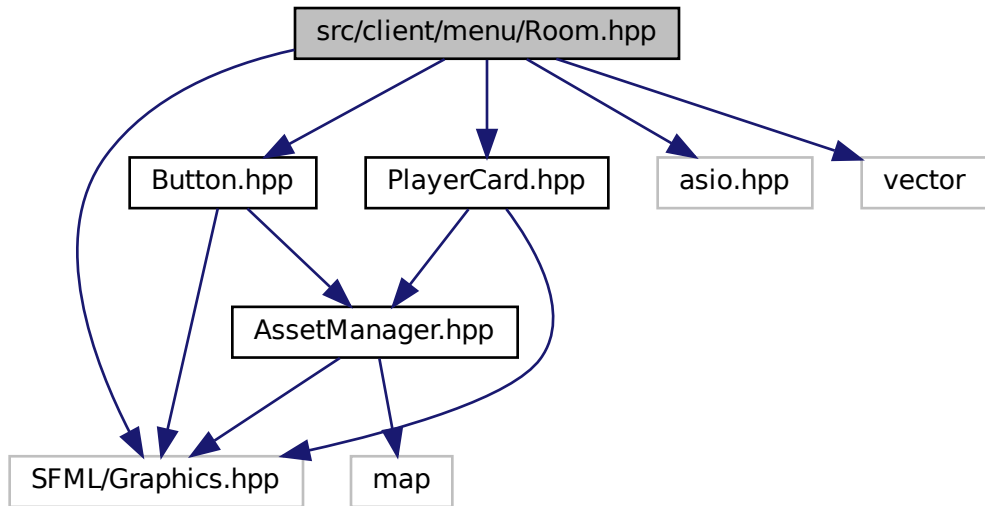 src/client/menu/Room.hpp
Button.hpp
PlayerCard.hpp
asio.hpp
vector
AssetManager.hpp
SFML/Graphics.hpp
map